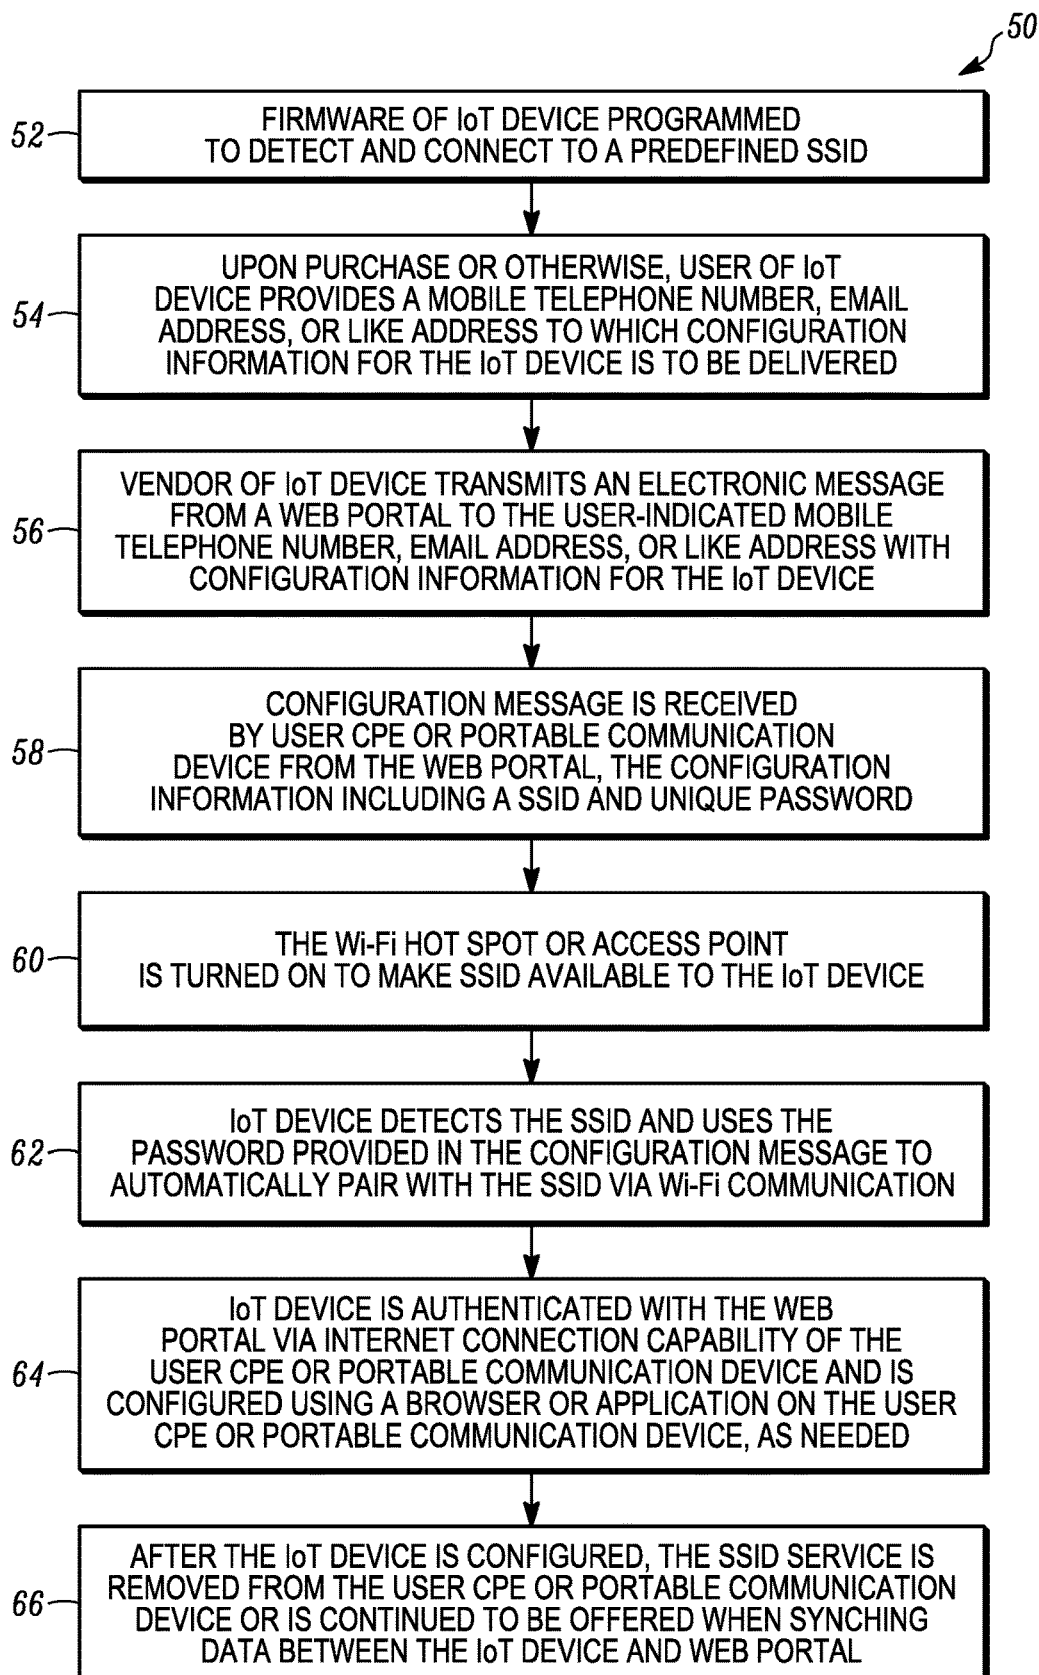 50
52
FIRMWARE OF IoT DEVICE PROGRAMMED
TO DETECT AND CONNECT TO A PREDEFINED SSID
54
UPON PURCHASE OR OTHERWISE, USER OF IoT
DEVICE PROVIDES A MOBILE TELEPHONE NUMBER, EMAIL
ADDRESS, OR LIKE ADDRESS TO WHICH CONFIGURATION
INFORMATION FOR THE IoT DEVICE IS TO BE DELIVERED
56
VENDOR OF IoT DEVICE TRANSMITS AN ELECTRONIC MESSAGE
FROM A WEB PORTAL TO THE USER-INDICATED MOBILE
TELEPHONE NUMBER, EMAIL ADDRESS, OR LIKE ADDRESS WITH
CONFIGURATION INFORMATION FOR THE IoT DEVICE
58
CONFIGURATION MESSAGE IS RECEIVED
BY USER CPE OR PORTABLE COMMUNICATION
DEVICE FROM THE WEB PORTAL, THE CONFIGURATION
INFORMATION INCLUDING A SSID AND UNIQUE PASSWORD
60
THE Wi-Fi HOT SPOT OR ACCESS POINT
IS TURNED ON TO MAKE SSID AVAILABLE TO THE IoT DEVICE
62
IoT DEVICE DETECTS THE SSID AND USES THE
PASSWORD PROVIDED IN THE CONFIGURATION MESSAGE TO
AUTOMATICALLY PAIR WITH THE SSID VIA Wi-Fi COMMUNICATION
64
IoT DEVICE IS AUTHENTICATED WITH THE WEB
PORTAL VIA INTERNET CONNECTION CAPABILITY OF THE
USER CPE OR PORTABLE COMMUNICATION DEVICE AND IS
CONFIGURED USING A BROWSER OR APPLICATION ON THE USER
CPE OR PORTABLE COMMUNICATION DEVICE, AS NEEDED
66
AFTER THE IoT DEVICE IS CONFIGURED, THE SSID SERVICE IS
REMOVED FROM THE USER CPE OR PORTABLE COMMUNICATION
DEVICE OR IS CONTINUED TO BE OFFERED WHEN SYNCHING
DATA BETWEEN THE IoT DEVICE AND WEB PORTAL